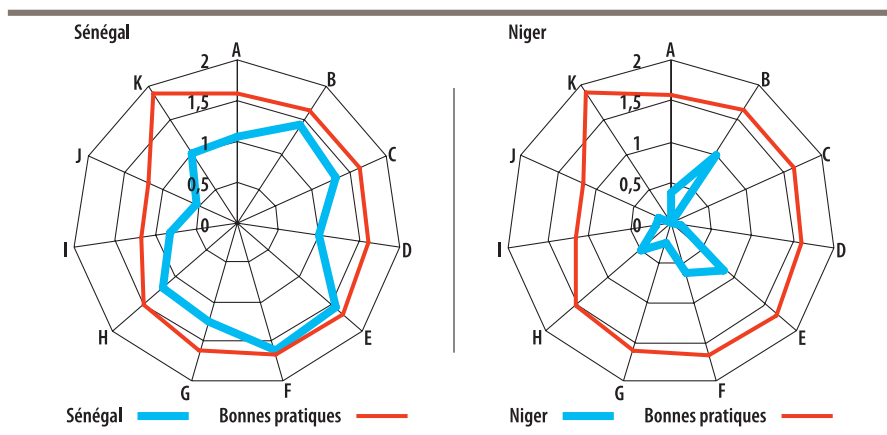 Sénégal
A
B
C
D
E
F
G
H
I
J
K
2
1,5
1
0,5
0
Sénégal
Bonnes pratiques
Niger
A
B
C
D
E
F
G
H
I
J
K
2
1,5
1
0,5
0
Niger
Bonnes pratiques